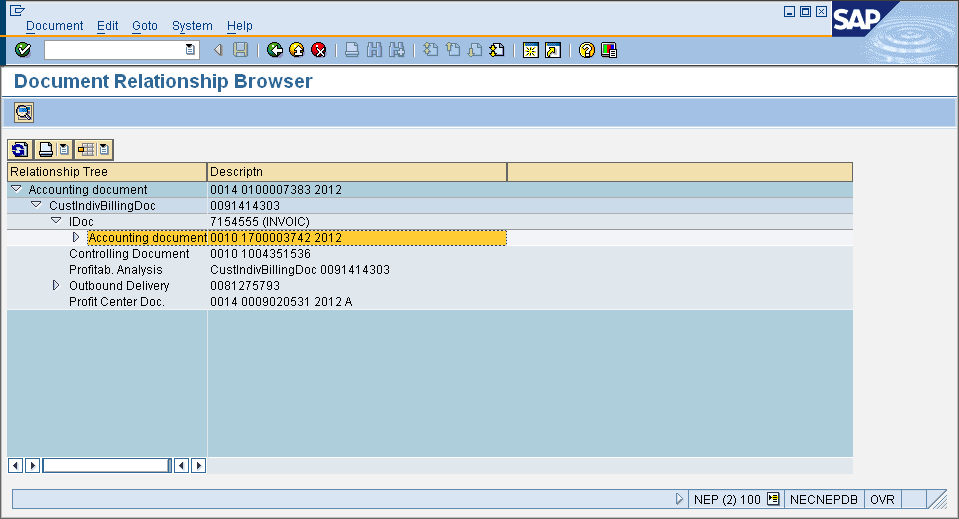 Document Edit Goto System Help
SAP
Document Relationship Browser
Relationship Tree Descriptn
Accounting document 0014 0100007383 2012
CustIndivBillingDoc 0091414303
IDoc 7154555 (INVOIC)
Accounting document 0010 1700003742 2012
Controlling Document 0010 1004351536
Profitab. Analysis CustIndivBillingDoc 0091414303
Outbound Delivery 0081275793
Profit Center Doc. 0014 0009020531 2012 A
NEP (2) 100 NECNEPDB OVR